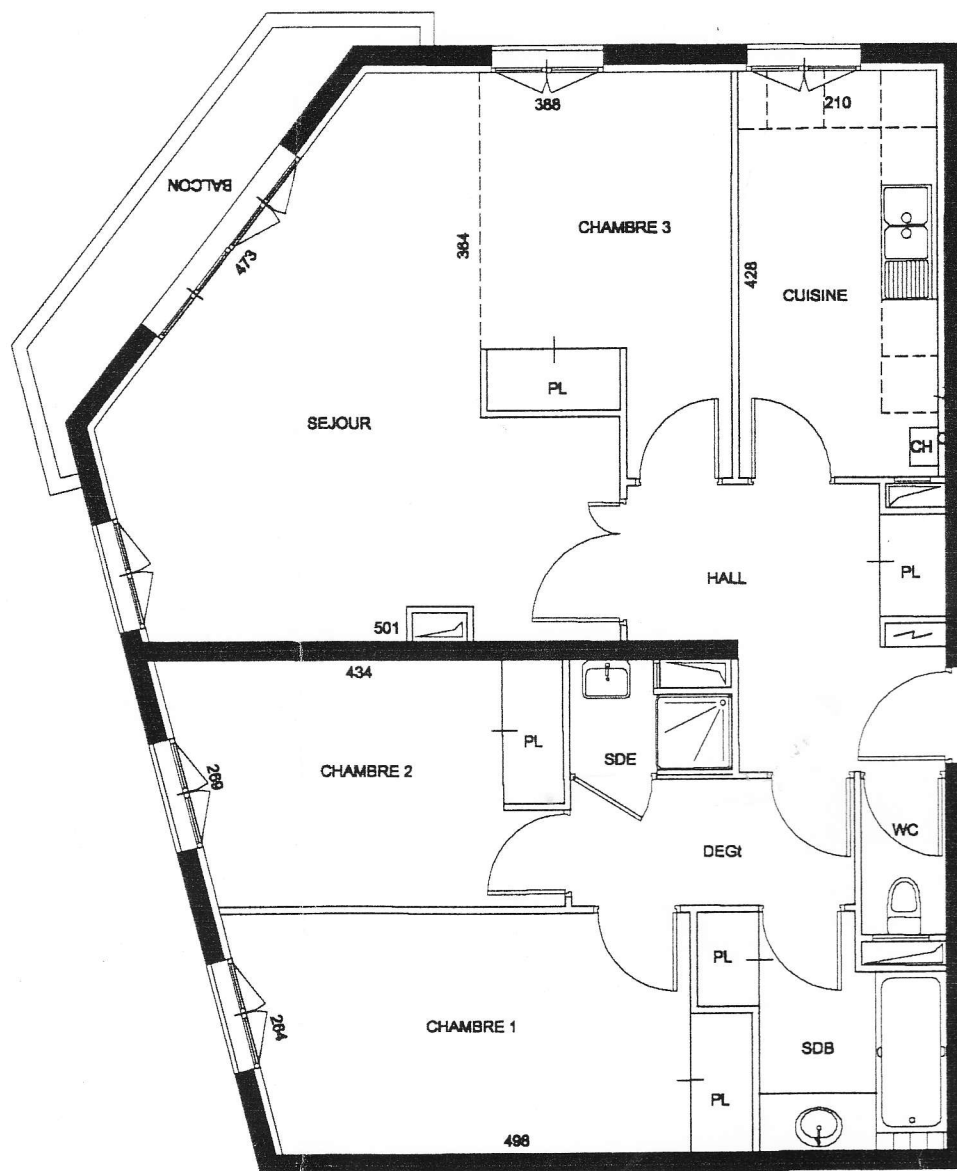 388
210
BALCON
473
364
CHAMBRE 3
428
CUISINE
PL
SEJOUR
CH
HALL
PL
501
434
PL
SDE
CHAMBRE 2
269
DEGt
WC
PL
264
CHAMBRE 1
SDB
PL
498